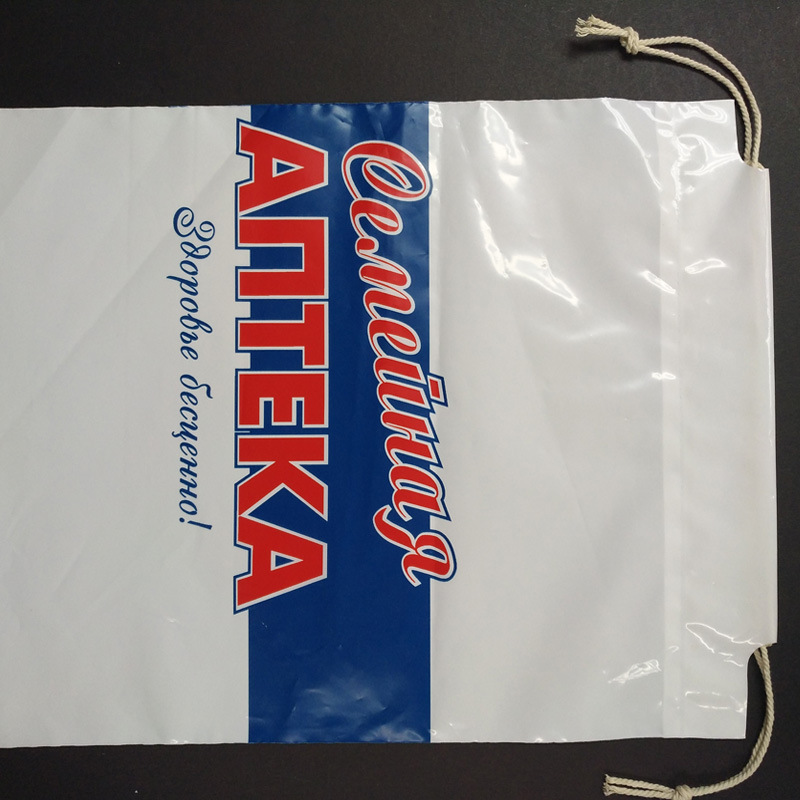 Семейная
АПТЕКА
Здоровье бесценно!